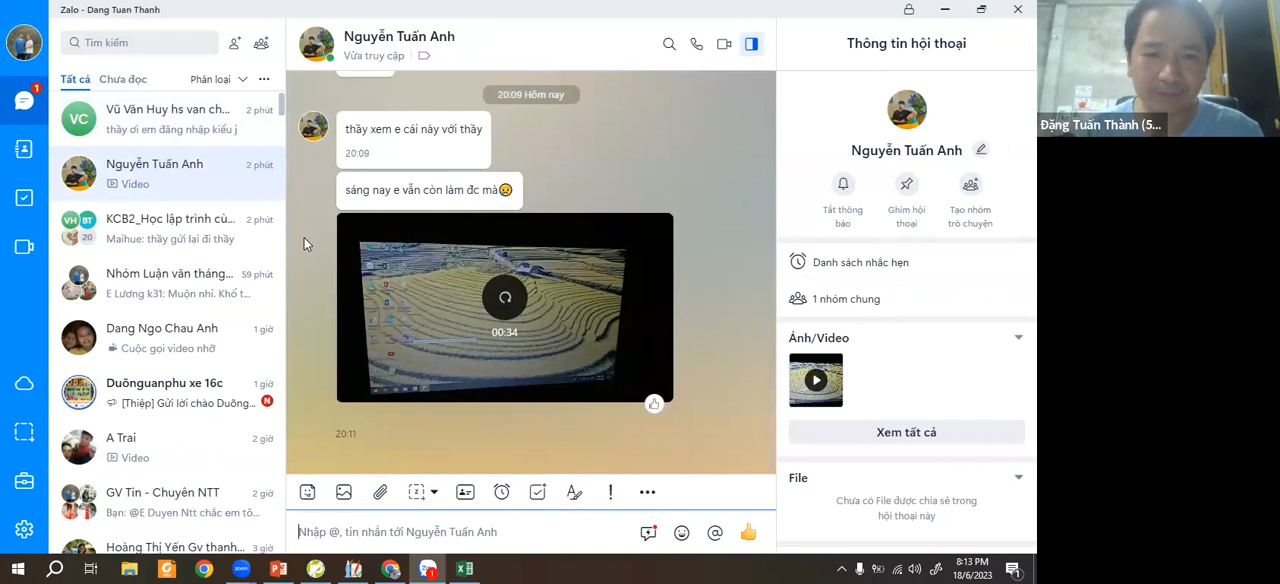 Zalo - Dang Tuan Thanh
Tìm kiếm
Tất cả
Chưa đọc
Phân loại
1
VC
Vũ Văn Huy hs van ch...
2 phút
thầy ơi em đăng nhập kiểu j
Nguyễn Tuấn Anh
2 phút
Video
VH
BT
20
KCB2_Học lập trình cù...
2 phút
Maihue: thầy gửi lại đi thầy
Nhóm Luận văn tháng...
59 phút
E Lương k31: Muộn nhỉ. Khổ t...
Dang Ngo Chau Anh
1 giờ
Cuộc gọi video nhỡ
Duõnguanphu xe 16c
1 giờ
[Thiệp] Gửi lời chào Duõng...
N
A Trai
2 giờ
Video
GV Tin - Chuyên NTT
2 giờ
Bạn: @E Duyen Ntt chắc em tô...
Hoàng Thị Yến Gv thanh...
3 giờ
Nguyễn Tuấn Anh
Vừa truy cập
20:09 Hôm nay
thầy xem e cái này với thầy
20:09
sáng nay e vẫn còn làm đc mà
00:34
20:11
Nhập @, tin nhắn tới Nguyễn Tuấn Anh
Thông tin hội thoại
Nguyễn Tuấn Anh
Tắt thông báo
Ghim hội thoại
Tạo nhóm trò chuyện
Danh sách nhắc hẹn
1 nhóm chung
Ảnh/Video
Xem tất cả
File
Chưa có File được chia sẻ trong
hội thoại này
Đặng Tuấn Thành (5...
8:13 PM
18/6/2023